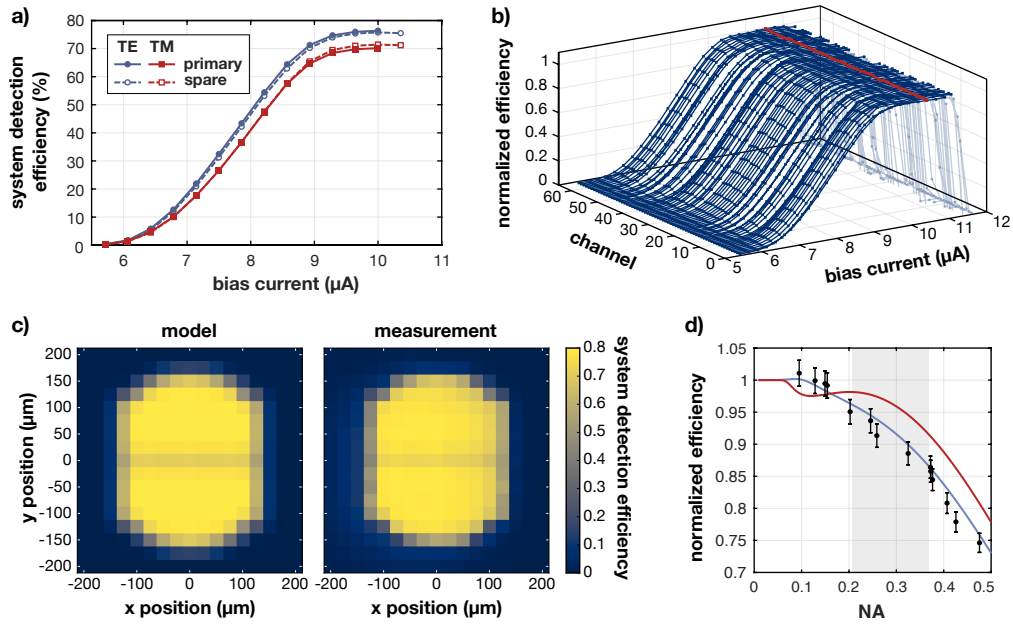 a)
80
70
60
50
40
30
20
10
0
system detection
efficiency (%)
TE TM
primary
spare
6 7 8 9 10 11
bias current (µA)
b)
1
0.8
0.6
0.4
0.2
0
normalized efficiency
60
50
40
30
20
10
0
channel
5 6 7 8 9 10 11 12
bias current (µA)
c)
model
measurement
200
150
100
50
0
-50
-100
-150
-200
y position (µm)
-200 -100 0 100 200
x position (µm)
-200 -100 0 100 200
x position (µm)
0.8
0.7
0.6
0.5
0.4
0.3
0.2
0.1
0
system detection efficiency
d)
1.05
1
0.95
0.9
0.85
0.8
0.75
0.7
normalized efficiency
0 0.1 0.2 0.3 0.4 0.5
NA